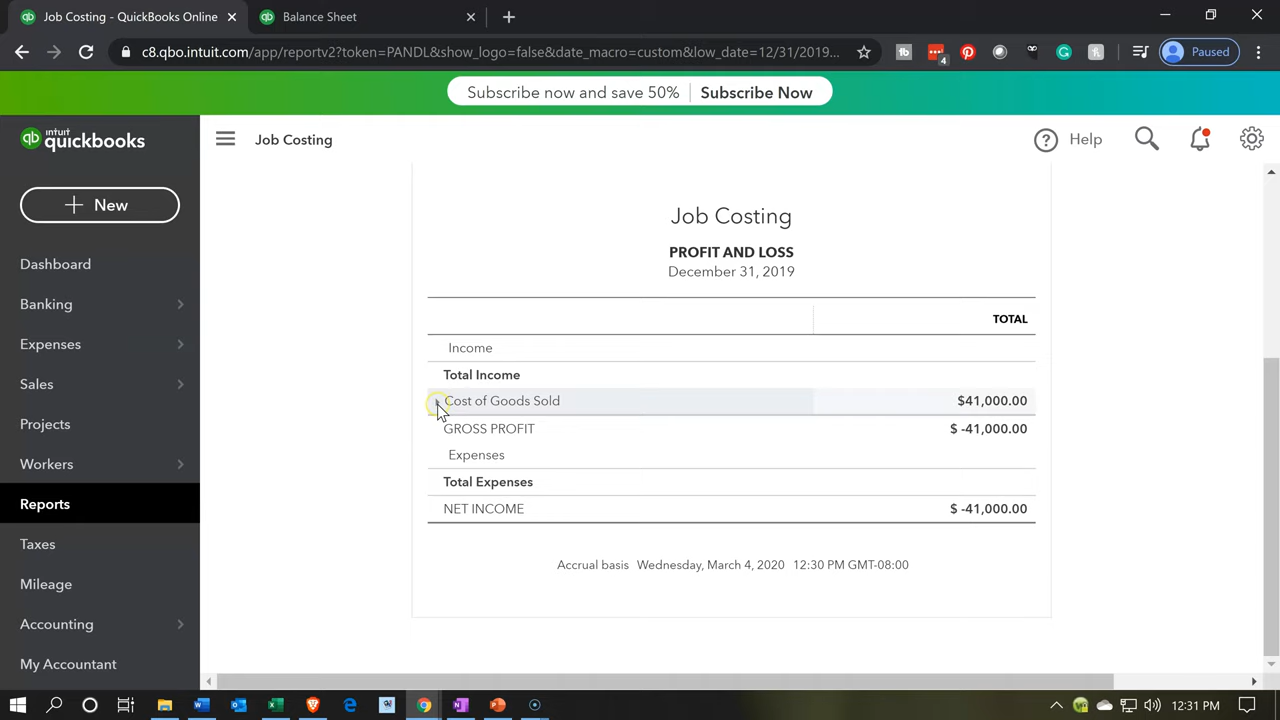 Job Costing - QuickBooks Online
Balance Sheet
c8.qbo.intuit.com/app/reportv2?token=PANDL&show_logo=false&date_macro=custom&low_date=12/31/2019...
4
Paused
Subscribe now and save 50% Subscribe Now
intuit
quickbooks
Job Costing
Help
New
Dashboard
Banking
Expenses
Sales
Projects
Workers
Reports
Taxes
Mileage
Accounting
My Accountant
Job Costing
PROFIT AND LOSS
December 31, 2019
TOTAL
Income
Total Income
Cost of Goods Sold $41,000.00
GROSS PROFIT $ -41,000.00
Expenses
Total Expenses
NET INCOME $ -41,000.00
Accrual basis Wednesday, March 4, 2020 12:30 PM GMT-08:00
12:31 PM